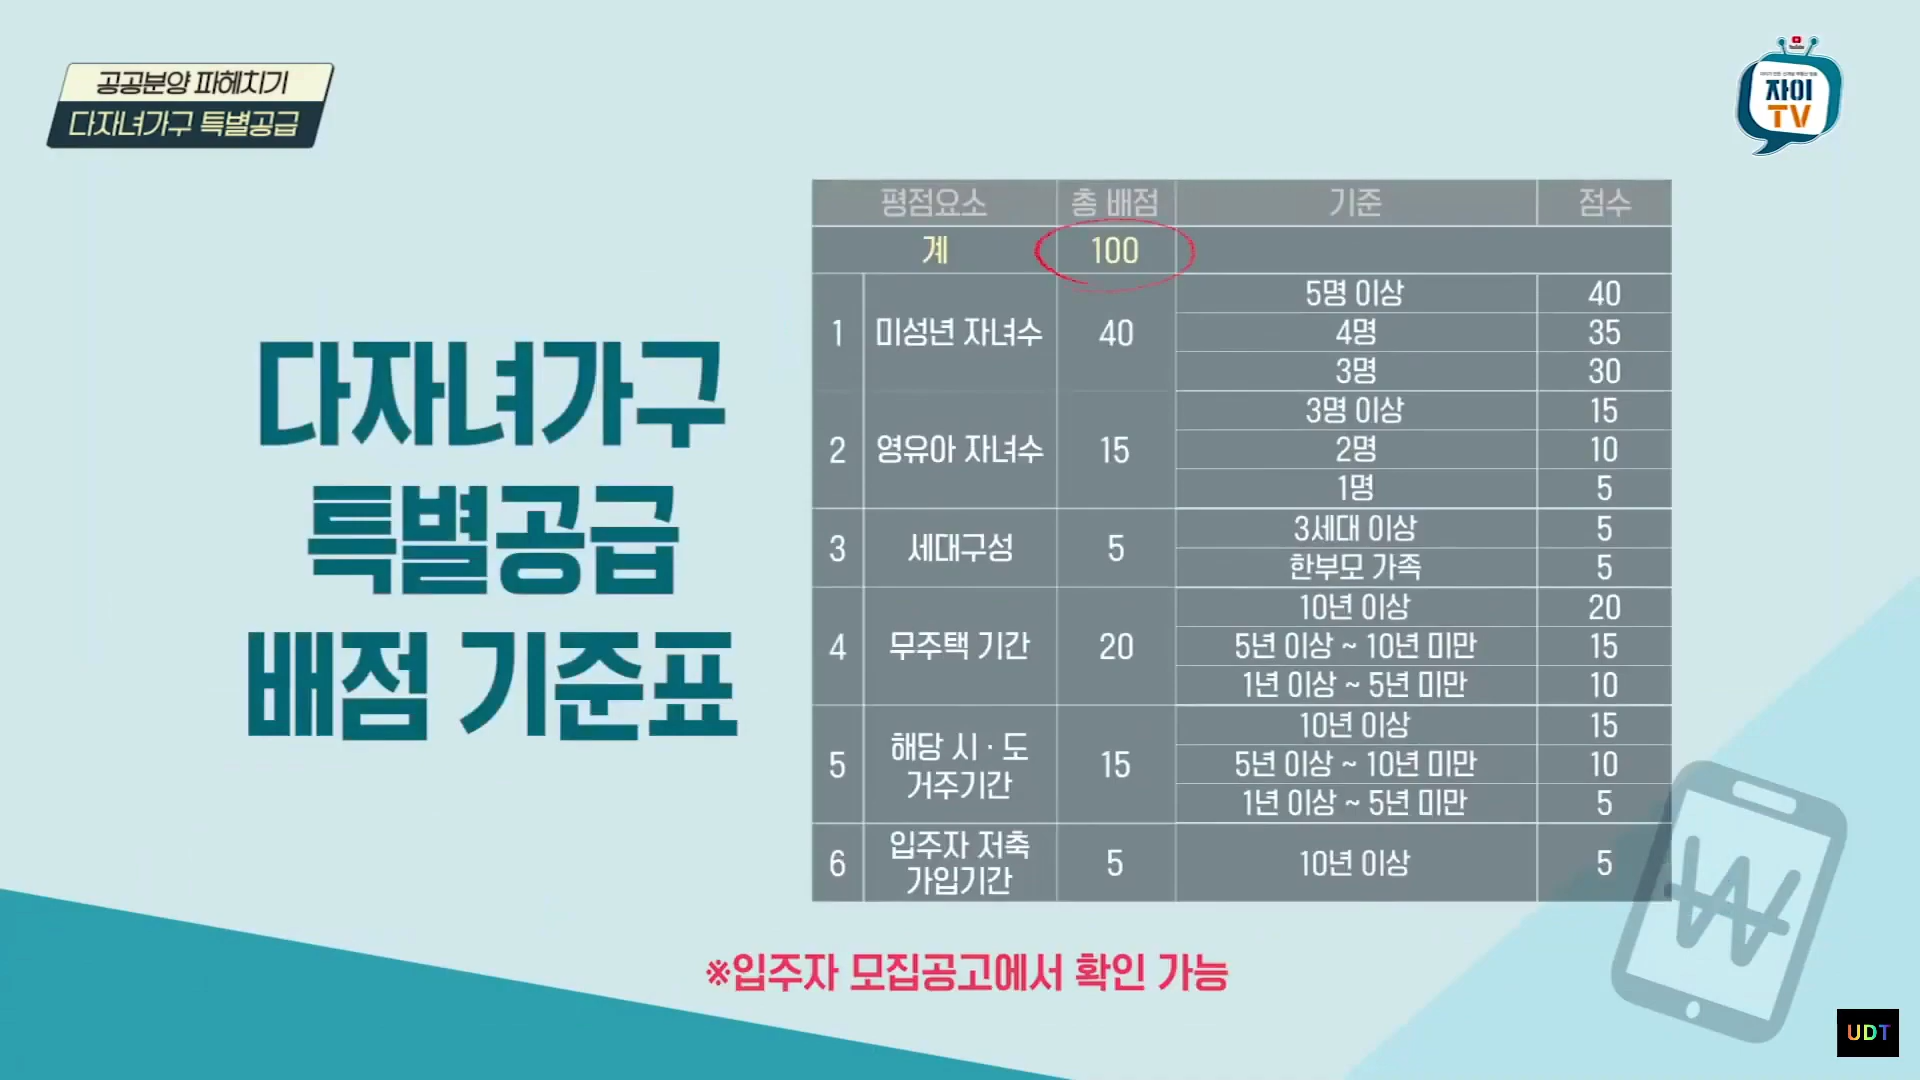 공공분양 파헤치기
다자녀가구 특별공급
자이
TV
다자녀가구
특별공급
배점 기준표
평점요소 총 배점 기준 점수
계 100
1 미성년 자녀수 40
5명 이상 40
4명 35
3명 30
2 영유아 자녀수 15
3명 이상 15
2명 10
1명 5
3 세대구성 5
3세대 이상 5
한부모 가족 5
4 무주택 기간 20
10년 이상 20
5년 이상 ~ 10년 미만 15
1년 이상 ~ 5년 미만 10
5 해당 시·도
거주기간 15
10년 이상 15
5년 이상 ~ 10년 미만 10
1년 이상 ~ 5년 미만 5
6 입주자 저축
가입기간 5
10년 이상 5
※입주자 모집공고에서 확인 가능
UDT